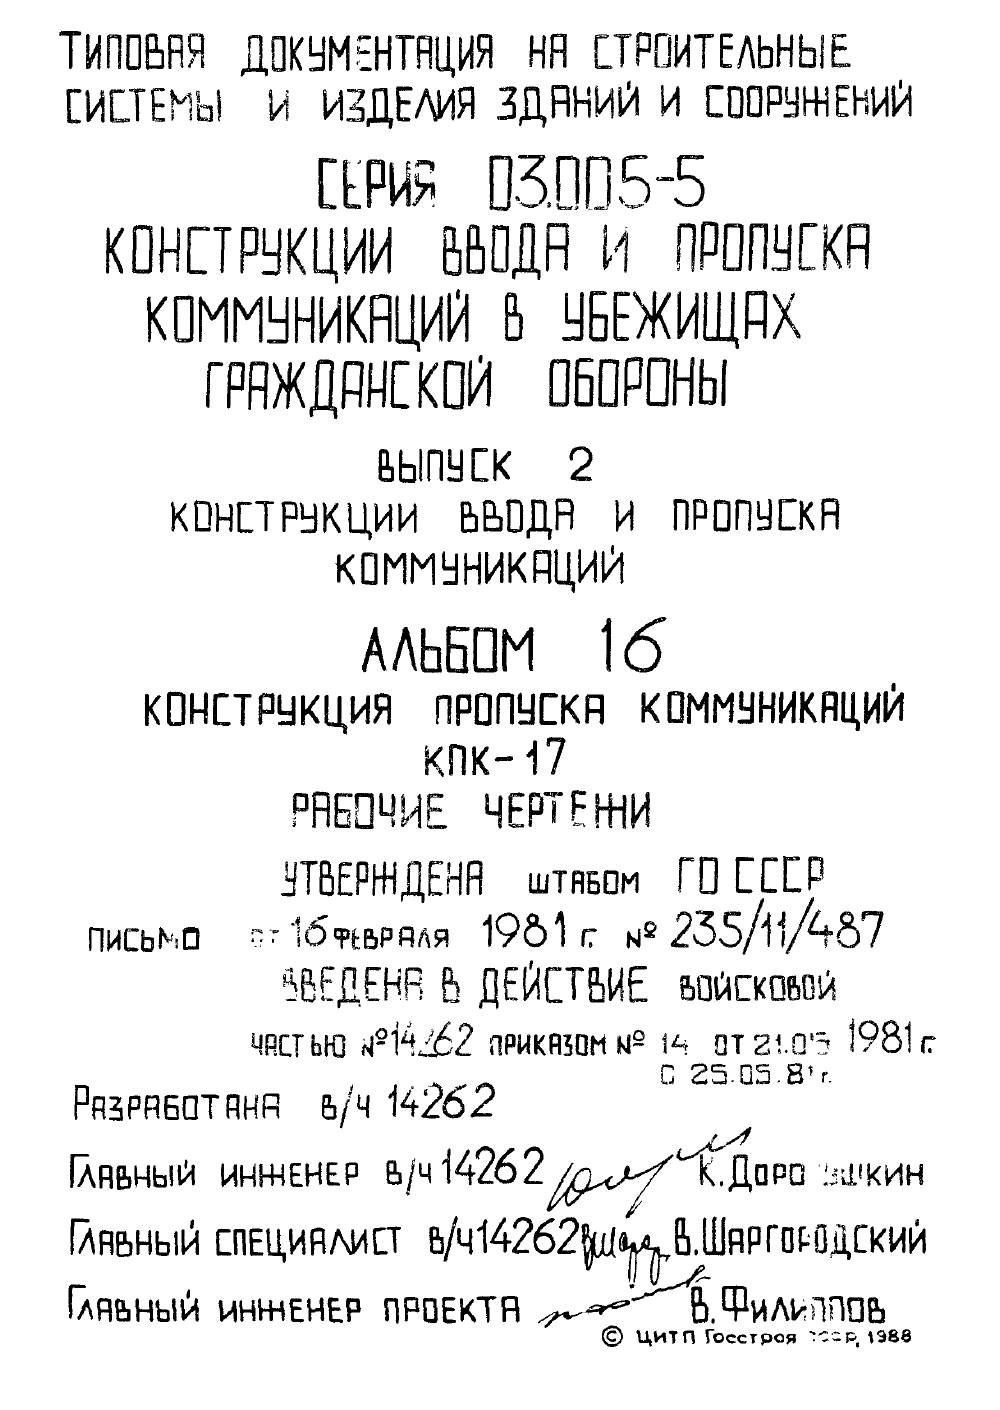 ТИПОВАЯ ДОКУМЕНТАЦИЯ НА СТРОИТЕЛЬНЫЕ
СИСТЕМЫ И ИЗДЕЛИЯ ЗДАНИЙ И СООРУЖЕНИЙ
СЕРИЯ 03.005-5
КОНСТРУКЦИИ ВВОДА И ПРОПУСКА
КОММУНИКАЦИЙ В УБЕЖИЩАХ
ГРАЖДАНСКОЙ ОБОРОНЫ
ВЫПУСК 2
КОНСТРУКЦИИ ВВОДА И ПРОПУСКА
КОММУНИКАЦИЙ
АЛЬБОМ 16
КОНСТРУКЦИЯ ПРОПУСКА КОММУНИКАЦИЙ
КПК-17
РАБОЧИЕ ЧЕРТЕЖИ
УТВЕРЖДЕНА ШТАБОМ ГО СССР
ПИСЬМО ОТ 16 ФЕВРАЛЯ 1981 г. № 235/11/487
ВВЕДЕНА В ДЕЙСТВИЕ ВОЙСКОВОЙ
ЧАСТЬЮ №14262 ПРИКАЗОМ № 14 ОТ 21.05 1981 г.
С 25.05.81 г.
РАЗРАБОТАНА В/Ч 14262
ГЛАВНЫЙ ИНЖЕНЕР В/Ч 14262 К.
ГЛАВНЫЙ СПЕЦИАЛИСТ В/Ч 14262 В. ШАРГОРОДСКИЙ
ГЛАВНЫЙ ИНЖЕНЕР ПРОЕКТА В. ФИЛИППОВ
© ЦИТП Госстроя СССР, 1988